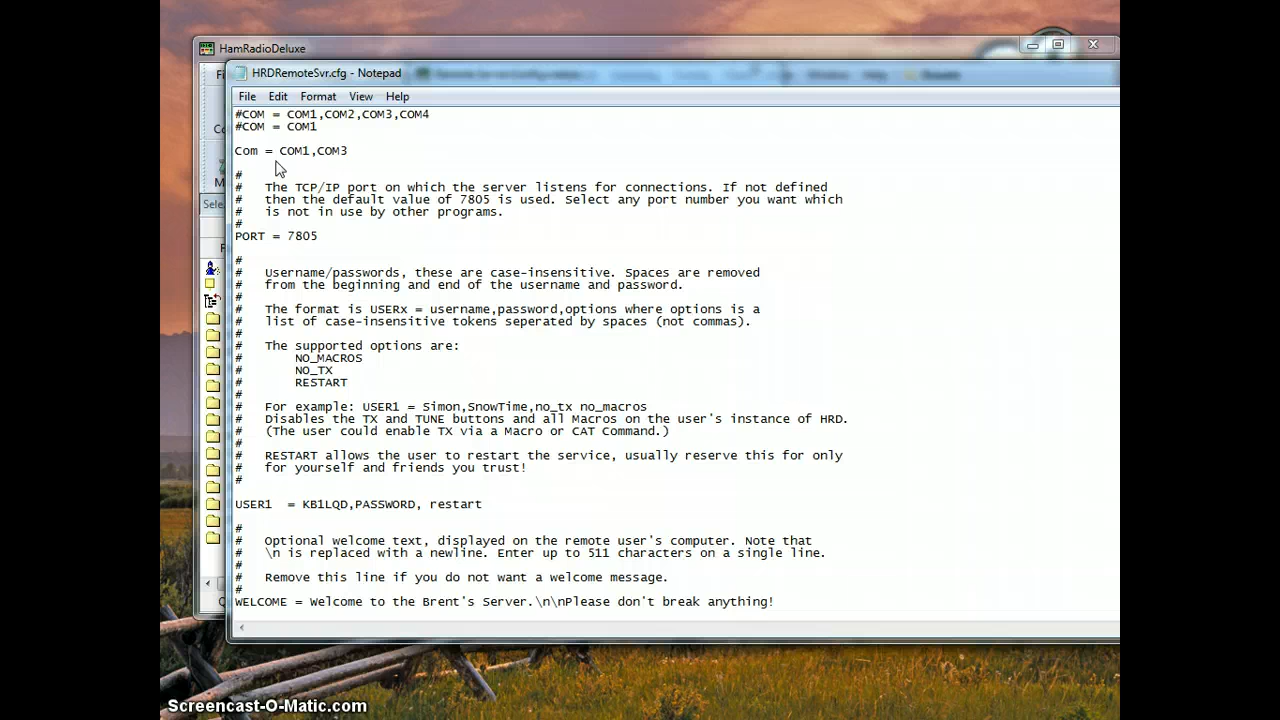 HamRadioDeluxe
HRDRemoteSvr.cfg - Notepad
File Edit Format View Help
#COM = COM1,COM2,COM3,COM4
#COM = COM1
Com = COM1,COM3
#
# The TCP/IP port on which the server listens for connections. If not defined
# then the default value of 7805 is used. Select any port number you want which
# is not in use by other programs.
#
PORT = 7805
#
# Username/passwords, these are case-insensitive. Spaces are removed
# from the beginning and end of the username and password.
#
# The format is USERx = username,password,options where options is a
# list of case-insensitive tokens seperated by spaces (not commas).
#
# The supported options are:
# NO_MACROS
# NO_TX
# RESTART
#
# For example: USER1 = Simon,SnowTime,no_tx no_macros
# Disables the TX and TUNE buttons and all Macros on the user's instance of HRD.
# (The user could enable TX via a Macro or CAT Command.)
#
# RESTART allows the user to restart the service, usually reserve this for only
# for yourself and friends you trust!
#
USER1 = KB1LQD,PASSWORD, restart
#
# Optional welcome text, displayed on the remote user's computer. Note that
# \n is replaced with a newline. Enter up to 511 characters on a single line.
#
# Remove this line if you do not want a welcome message.
#
WELCOME = Welcome to the Brent's Server.\n\nPlease don't break anything!
Screencast-O-Matic.com